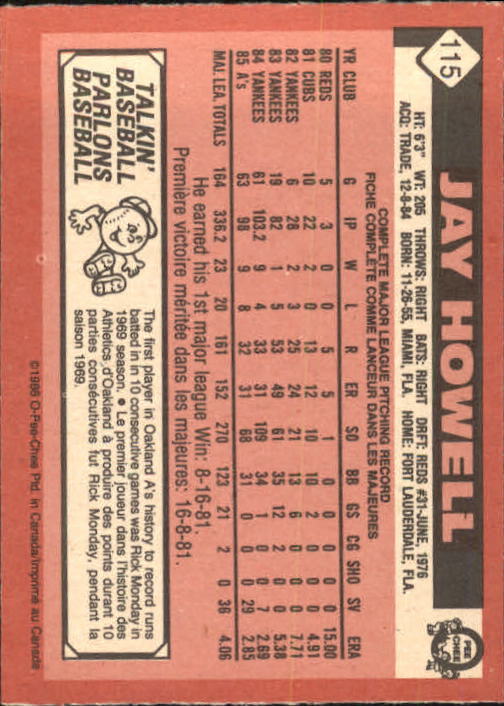 115
JAY HOWELL
O PEE CHEE
HT: 6'3" WT: 205 THROWS: RIGHT BATS: RIGHT DRFT: REDS #31-JUNE, 1976
ACQ: TRADE, 12-8-84 BORN: 11-26-55, MIAMI, FLA. HOME: FORT LAUDERDALE, FLA.
COMPLETE MAJOR LEAGUE PITCHING RECORD
FICHE COMPLETE COMME LANCEUR DANS LES MAJEURES
YR CLUB G IP W L R ER SO BB GS CG SHO SV ERA
80 REDS 5 3 0 0 5 5 1 0 0 0 0 0 15.00
81 CUBS 10 22 2 0 13 12 10 10 2 0 0 0 4.91
82 YANKEES 6 28 2 3 25 24 21 13 6 0 0 0 7.71
83 YANKEES 19 82 1 5 53 49 61 35 12 2 0 0 5.38
84 YANKEES 61 103.2 9 4 33 31 109 34 1 0 0 7 2.69
85 A's 63 98 9 8 32 31 68 31 0 0 0 29 2.85
MAJ. LEA. TOTALS 164 336.2 23 20 161 152 270 123 21 2 0 36 4.06
He earned his 1st major league Win: 8-16-81.
Première victoire méritée dans les majeures: 16-8-81.
TALKIN'
BASEBALL
PARLONS
BASEBALL
The first player in Oakland A's history to record runs
batted in in 10 consecutive games was Rick Monday in
1969 season. • Le premier joueur dans l'histoire des
Athletics d'Oakland à produire des points durant 10
parties consécutives fut Rick Monday, pendant la
saison 1969.
©1986 O-Pee-Chee Ptd. in Canada/Imprimé au Canada